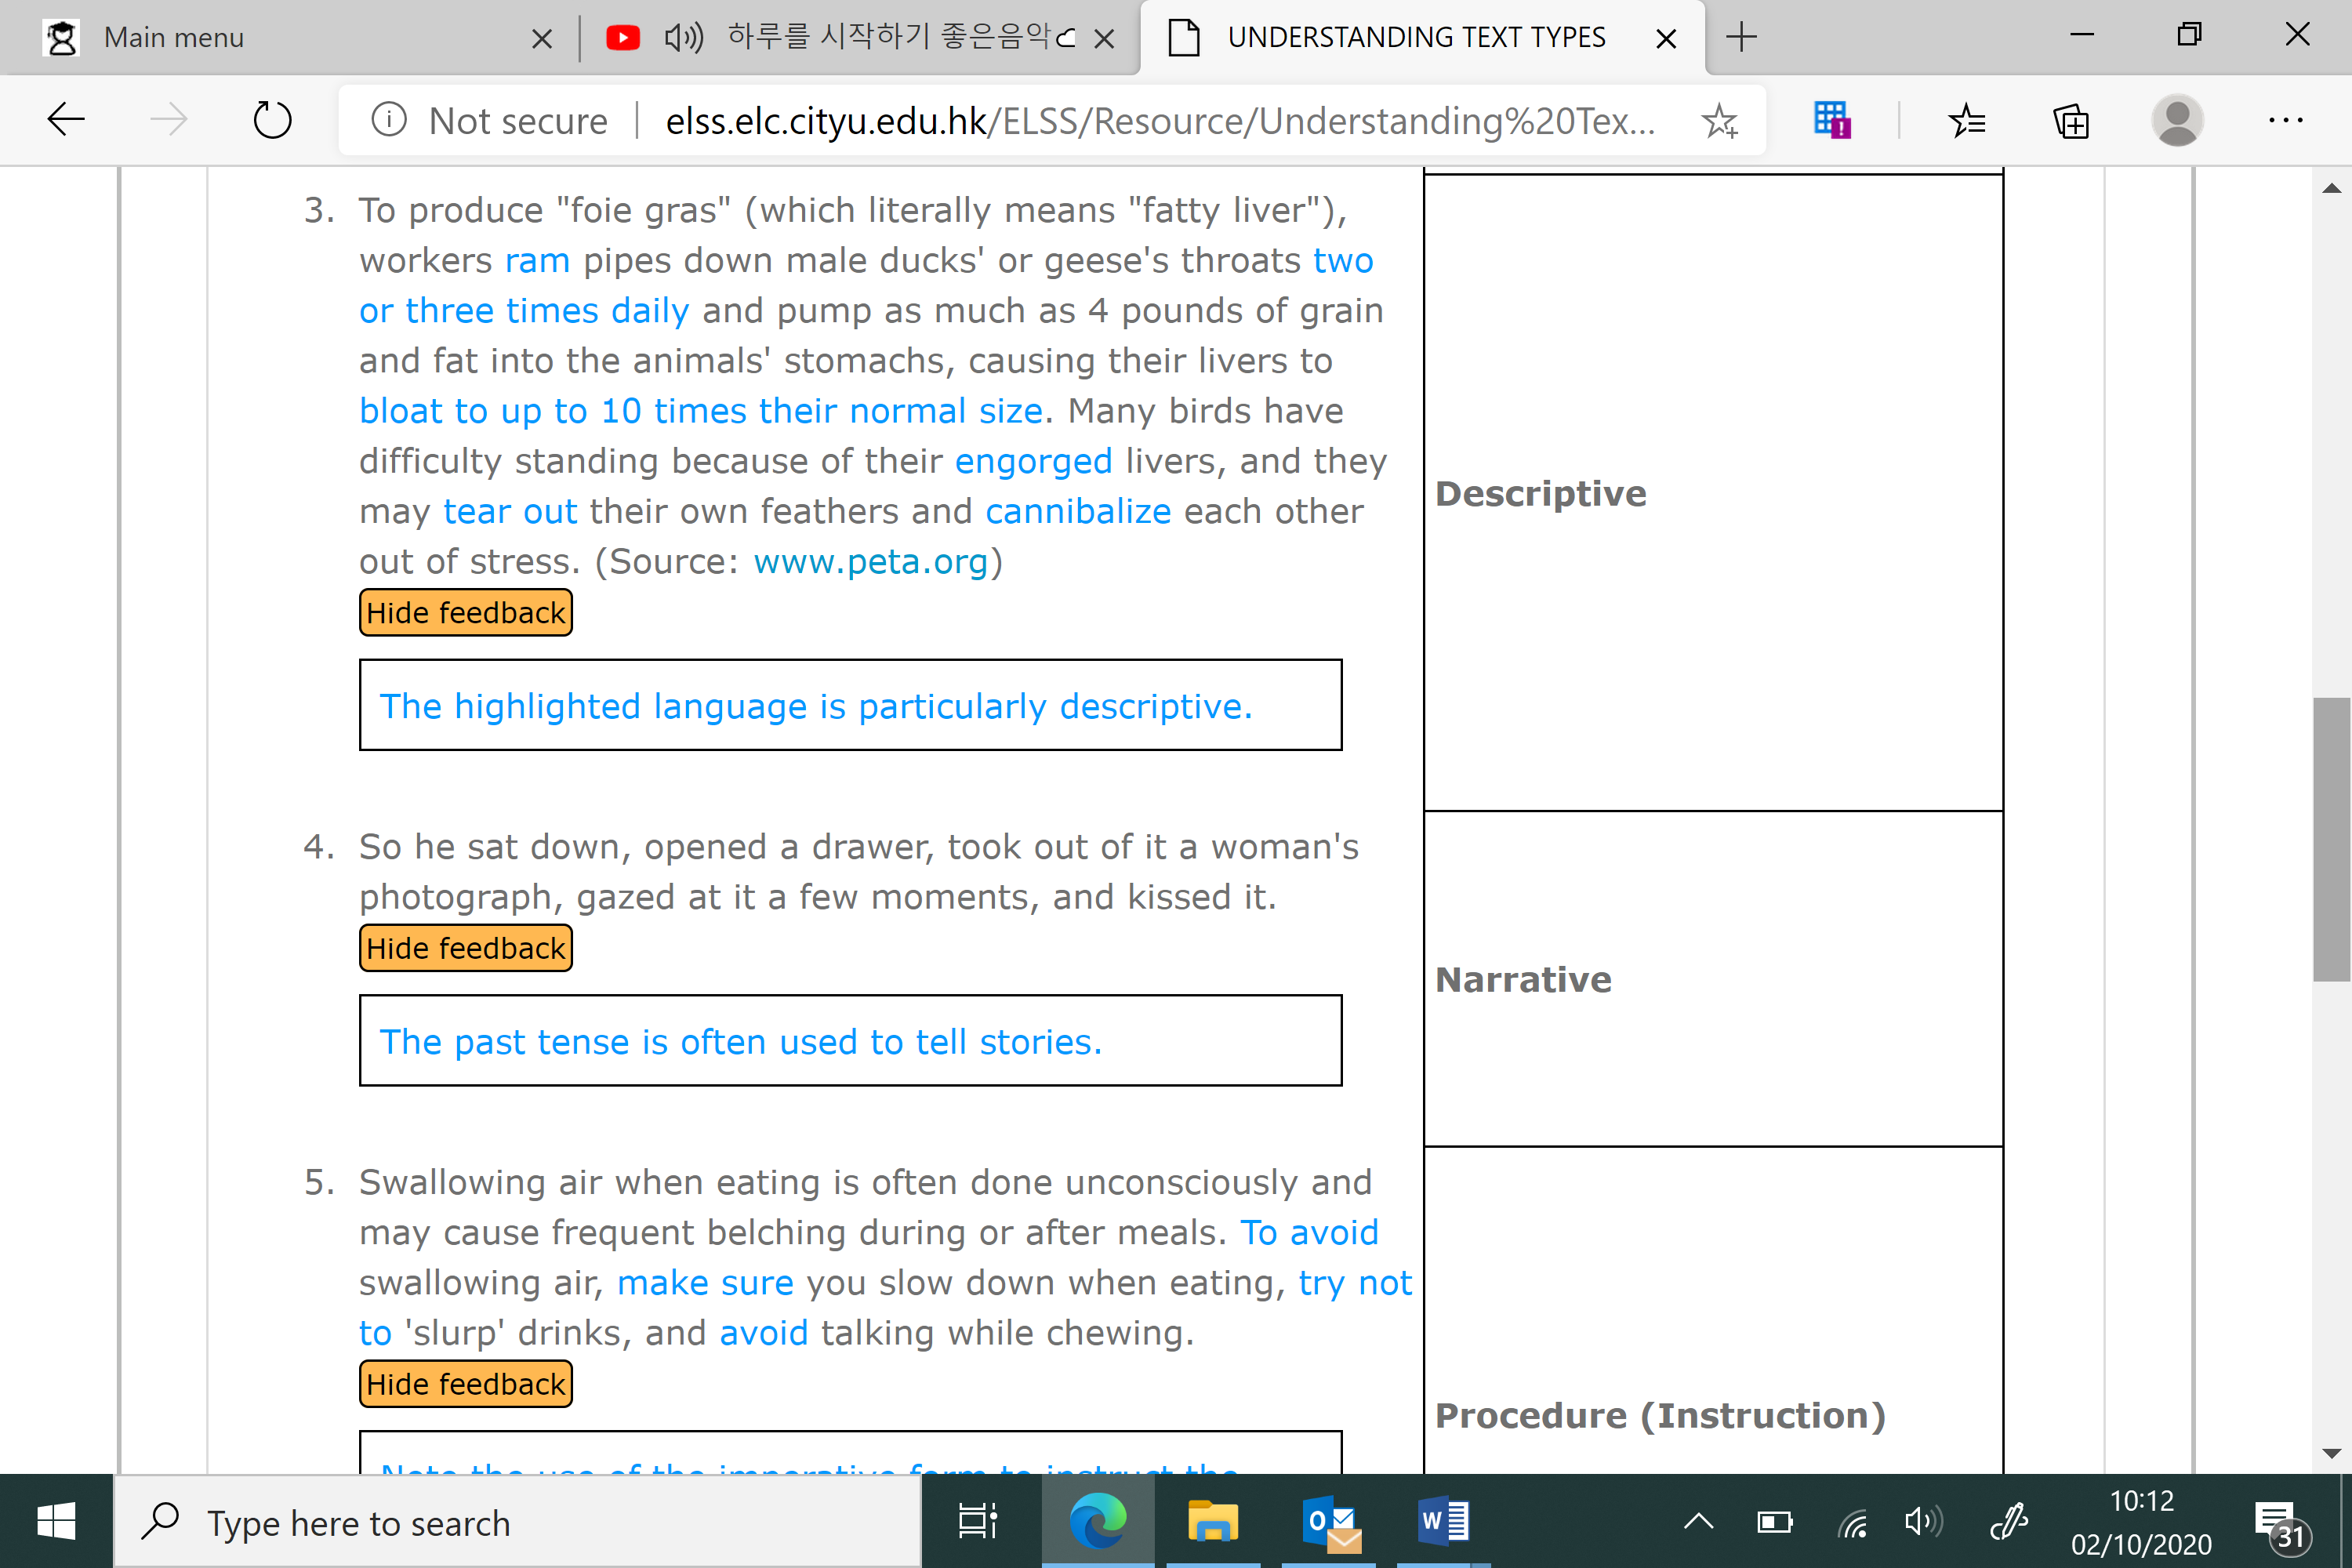 Main menu
하루를 시작하기 좋은음악
UNDERSTANDING TEXT TYPES
Not secure
elss.elc.cityu.edu.hk/ELSS/Resource/Understanding%20Tex...
3. To produce "foie gras" (which literally means "fatty liver"),
workers ram pipes down male ducks' or geese's throats two
or three times daily and pump as much as 4 pounds of grain
and fat into the animals' stomachs, causing their livers to
bloat to up to 10 times their normal size. Many birds have
difficulty standing because of their engorged livers, and they
may tear out their own feathers and cannibalize each other
out of stress. (Source: www.peta.org)
Hide feedback
The highlighted language is particularly descriptive.
Descriptive
4. So he sat down, opened a drawer, took out of it a woman's
photograph, gazed at it a few moments, and kissed it.
Hide feedback
The past tense is often used to tell stories.
Narrative
5. Swallowing air when eating is often done unconsciously and
may cause frequent belching during or after meals. To avoid
swallowing air, make sure you slow down when eating, try not
to 'slurp' drinks, and avoid talking while chewing.
Hide feedback
Note the use of the imperative form to instruct the
Procedure (Instruction)
Type here to search
10:12
02/10/2020
31